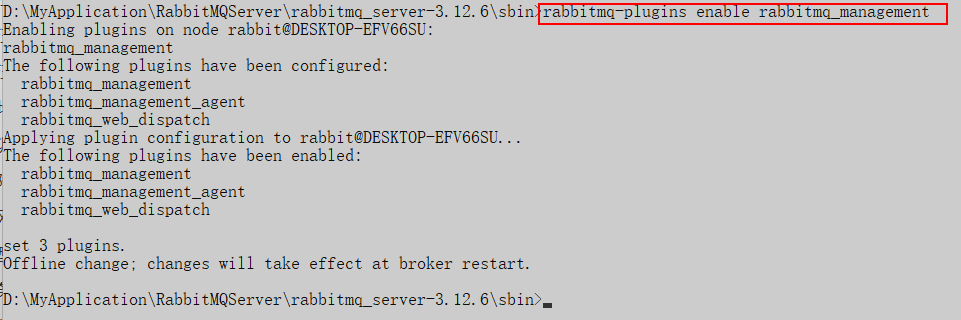 D:\MyApplication\RabbitMQServer\rabbitmq_server-3.12.6\sbin>rabbitmq-plugins enable rabbitmq_management
Enabling plugins on node rabbit@DESKTOP-EFV66SU:
rabbitmq_management
The following plugins have been configured:
  rabbitmq_management
  rabbitmq_management_agent
  rabbitmq_web_dispatch
Applying plugin configuration to rabbit@DESKTOP-EFV66SU...
The following plugins have been enabled:
  rabbitmq_management
  rabbitmq_management_agent
  rabbitmq_web_dispatch

set 3 plugins.
Offline change; changes will take effect at broker restart.

D:\MyApplication\RabbitMQServer\rabbitmq_server-3.12.6\sbin>